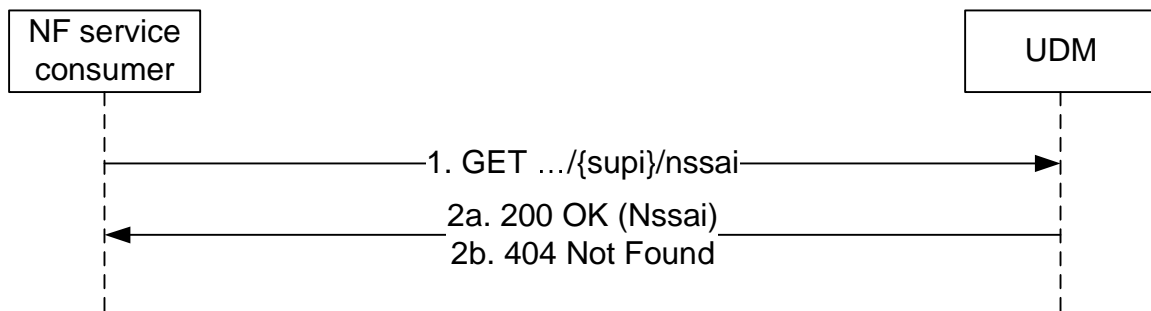 NF service
consumer
UDM
1. GET …/{supi}/nssai
2a. 200 OK (Nssai)
2b. 404 Not Found